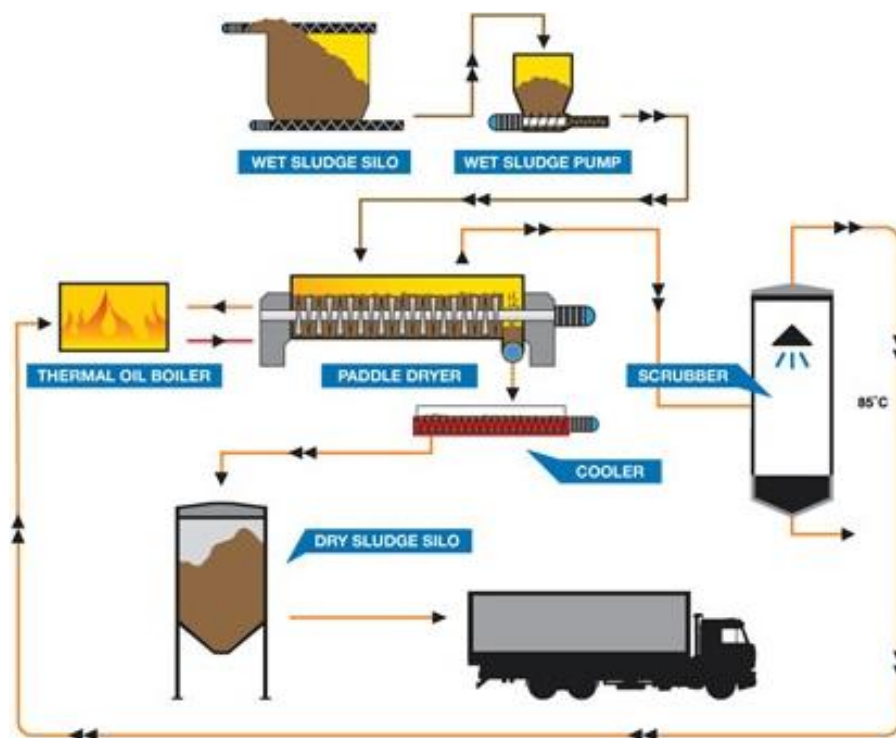 WET SLUDGE SILO
WET SLUDGE PUMP
THERMAL OIL BOILER
PADDLE DRYER
SCRUBBER
85°C
COOLER
DRY SLUDGE SILO